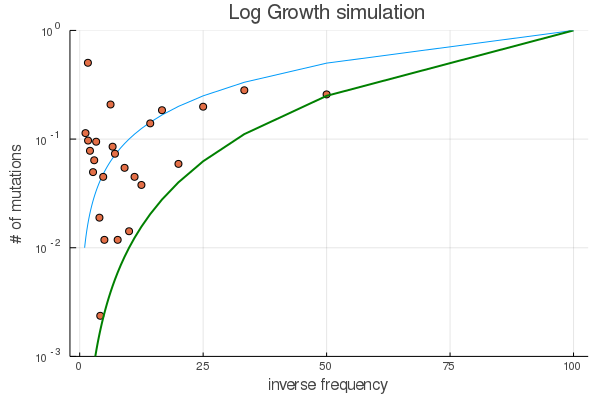 Log Growth simulation
10^0
10^-1
10^-2
10^-3
# of mutations
0 25 50 75 100
inverse frequency